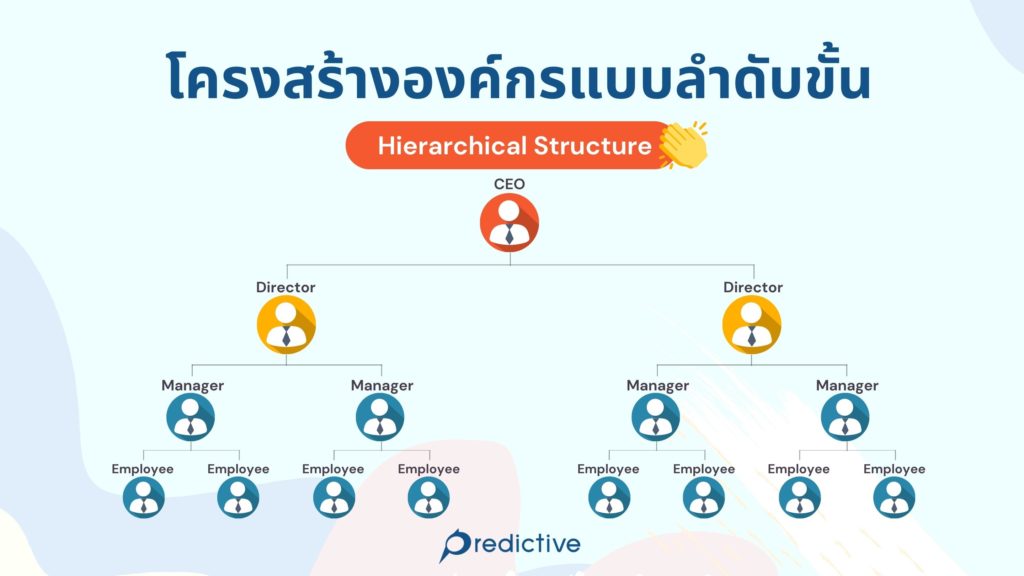 โครงสร้างองค์กรแบบลำดับขั้น
Hierarchical Structure
CEO
Director Director
Manager Manager Manager Manager
Employee Employee Employee Employee Employee Employee Employee Employee
Predictive